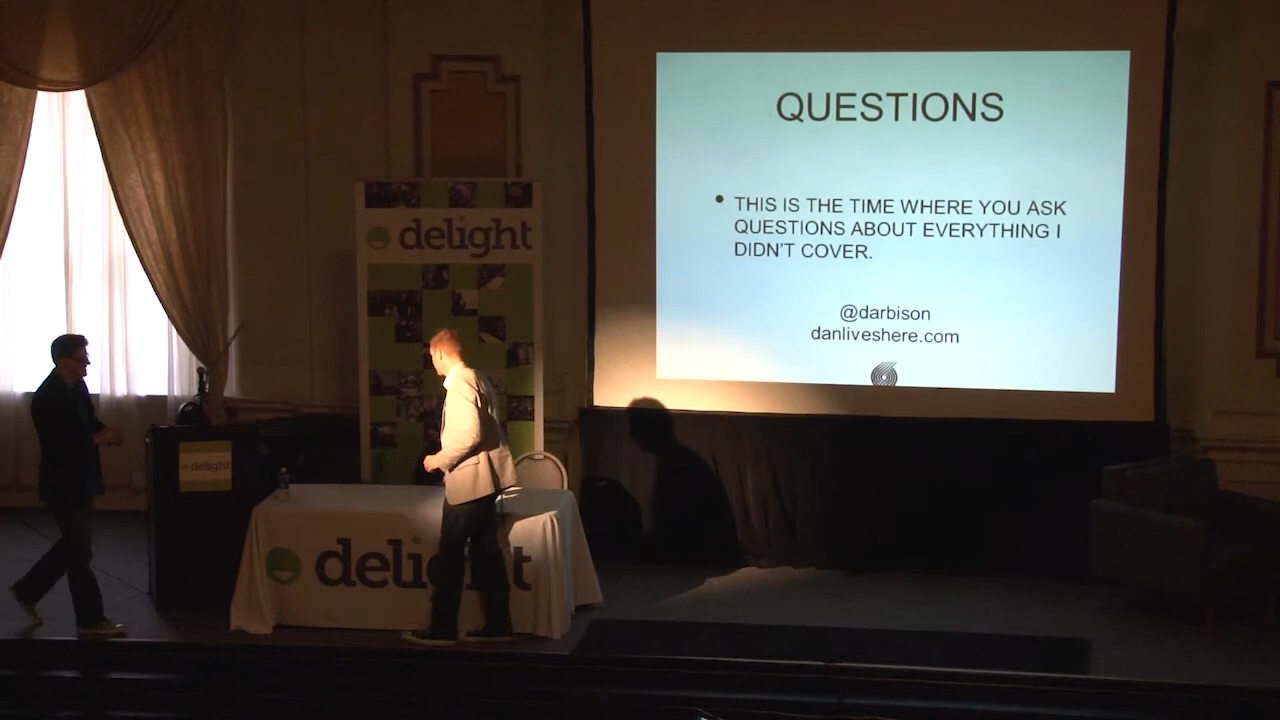 QUESTIONS
• THIS IS THE TIME WHERE YOU ASK
QUESTIONS ABOUT EVERYTHING I
DIDN'T COVER.
@darbison
danliveshere.com
delight
delight
delight